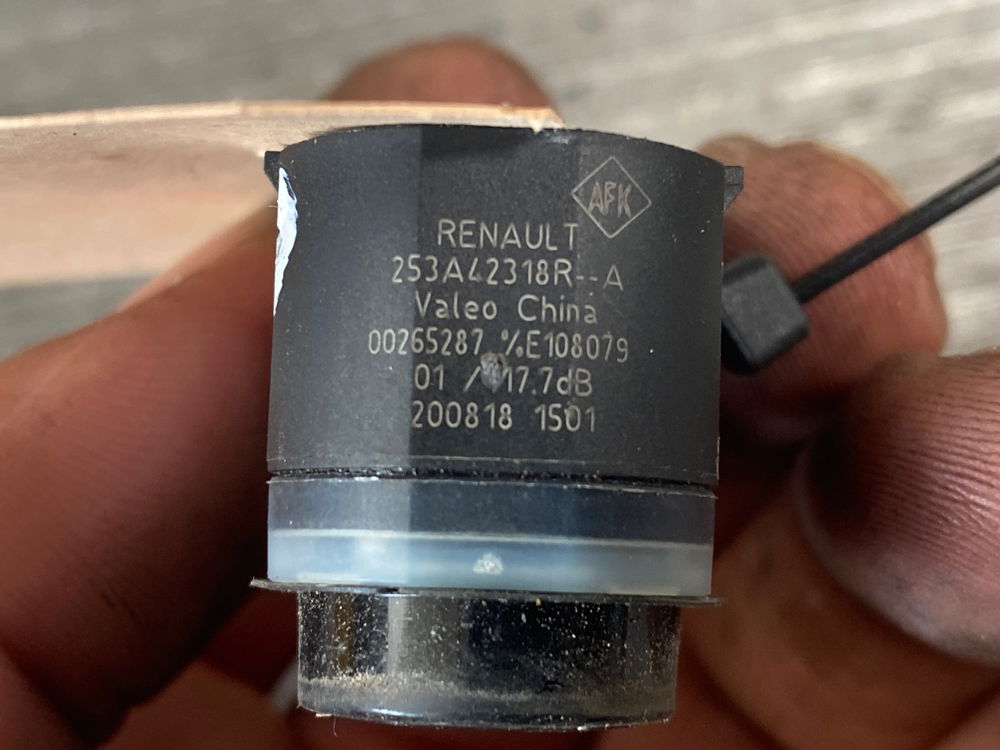 AFK
RENAULT
253A42318R--A
Valeo China
00265287 %E108079
01 / 17.7dB
200818 1501